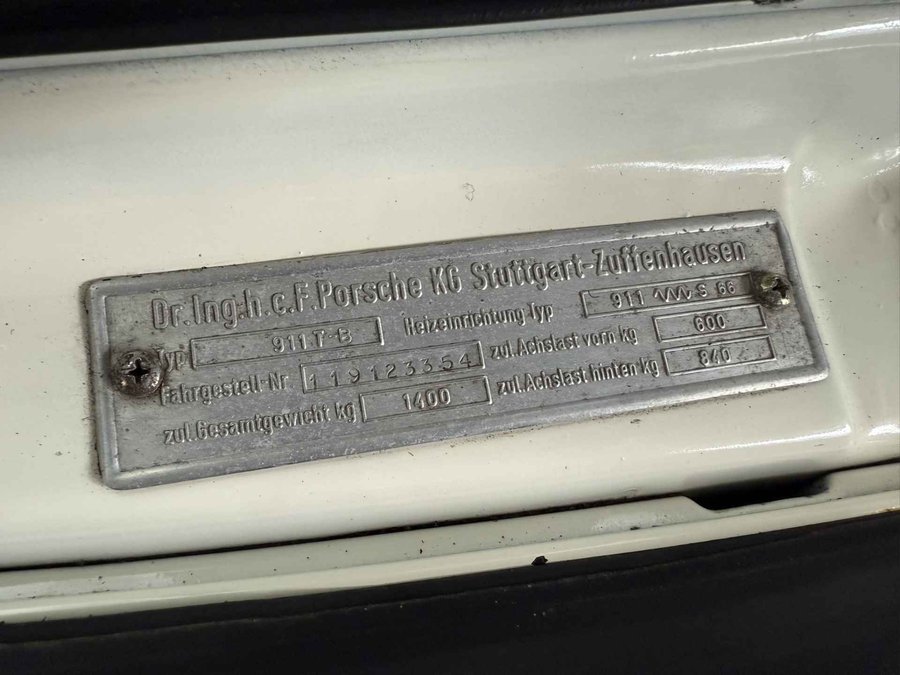 Dr.Ing.h.c.F.Porsche KG Stuttgart-Zuffenhausen
Typ 911T-B Heizeinrichtung-Typ 911 S 66
Fahrgestell-Nr 119123354 zul.Achslast vorn kg 600
zul.Gesamtgewicht kg 1400 zul.Achslast hinten kg 840